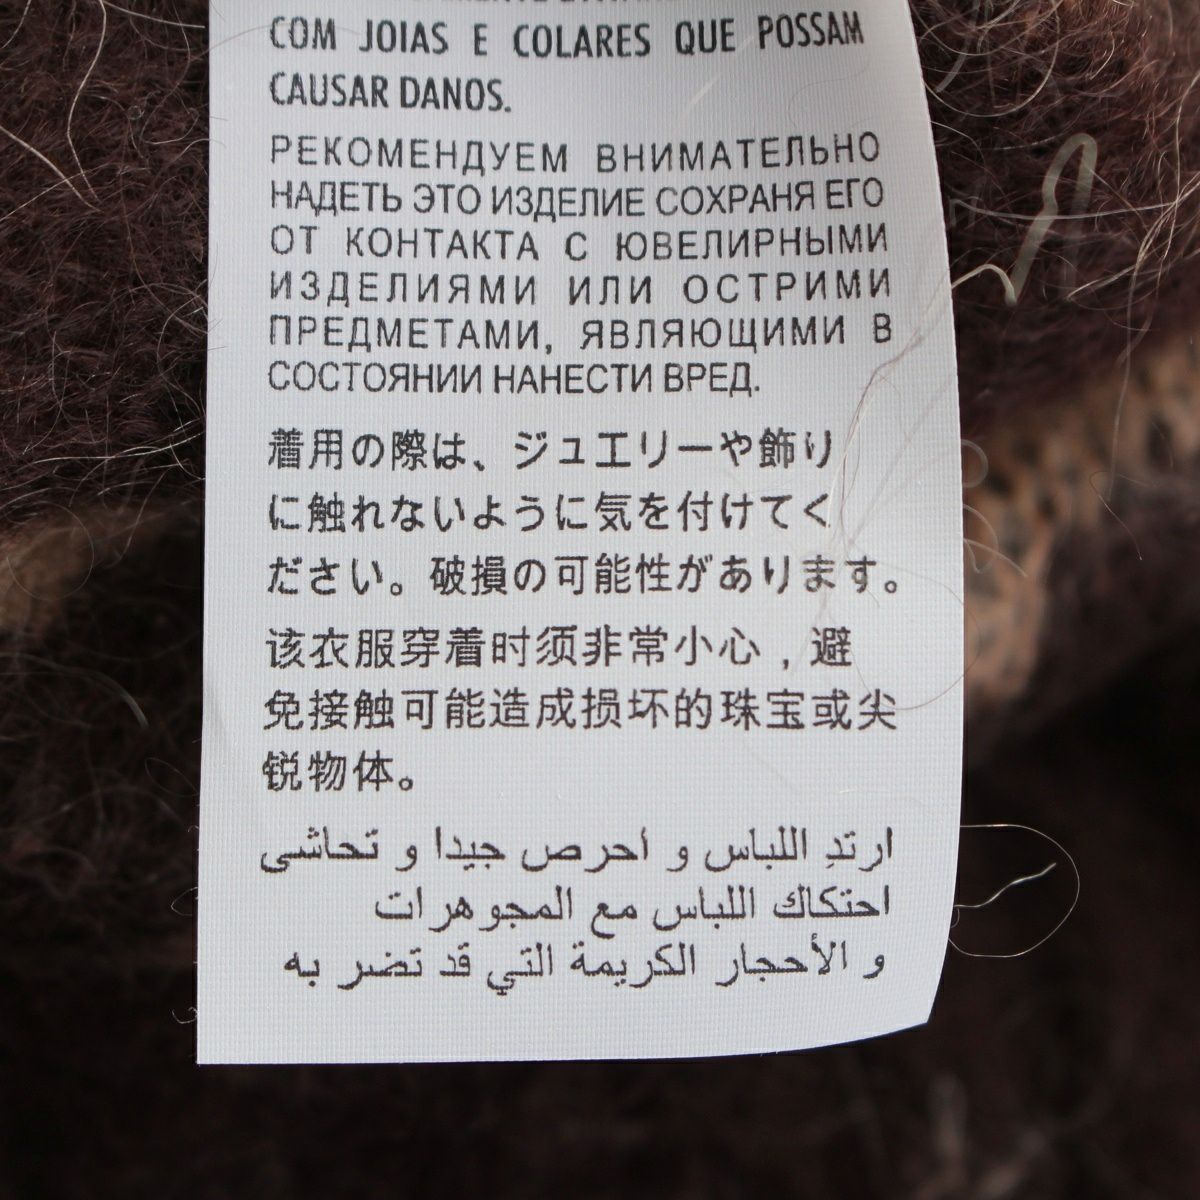 COM JOIAS E COLARES QUE POSSAM
CAUSAR DANOS.
РЕКОМЕНДУЕМ ВНИМАТЕЛЬНО
НАДЕТЬ ЭТО ИЗДЕЛИЕ СОХРАНЯ ЕГО
ОТ КОНТАКТА С ЮВЕЛИРНЫМИ
ИЗДЕЛИЯМИ ИЛИ ОСТРИМИ
ПРЕДМЕТАМИ, ЯВЛЯЮЩИМИ В
СОСТОЯНИИ НАНЕСТИ ВРЕД.
着用の際は、ジュエリーや飾り
に触れないように気を付けてく
ださい。破損の可能性があります。
该衣服穿着时须非常小心，避
免接触可能造成损坏的珠宝或尖
锐物体。
ارتدِ اللباس و احرص جيدا و تحاشى
احتكاك اللباس مع المجوهرات
و الأحجار الكريمة التي قد تضر به